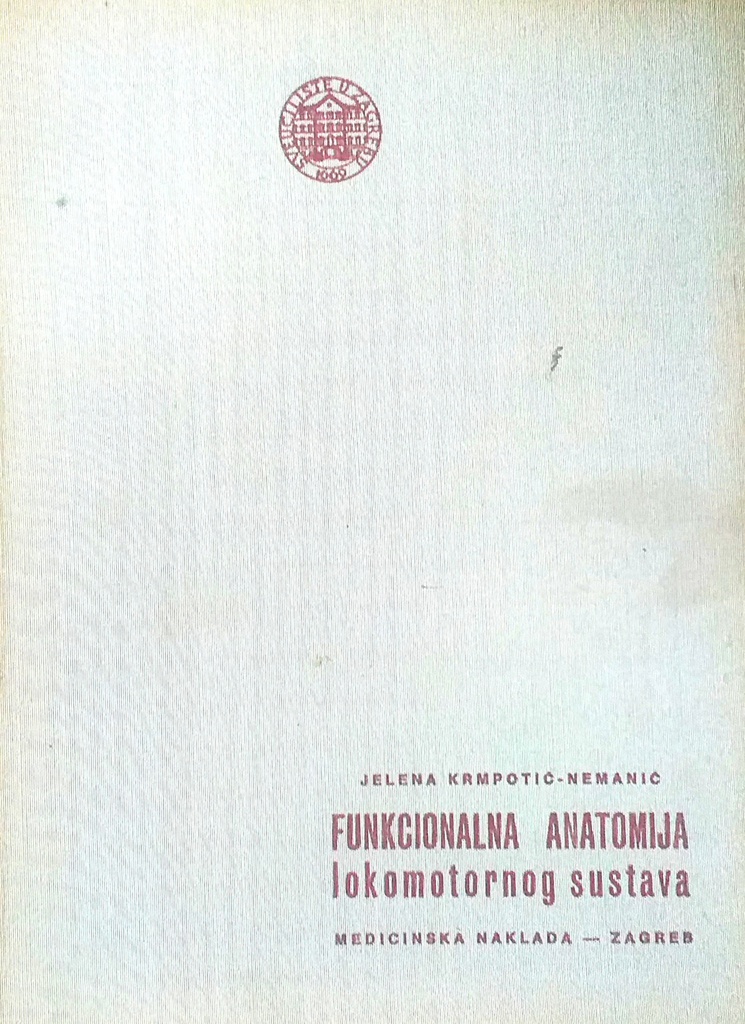 SVEUČILIŠTE U ZAGREBU
1669
JELENA KRMPOTIĆ-NEMANIĆ
FUNKCIONALNA ANATOMIJA
lokomotornog sustava
MEDICINSKA NAKLADA — ZAGREB